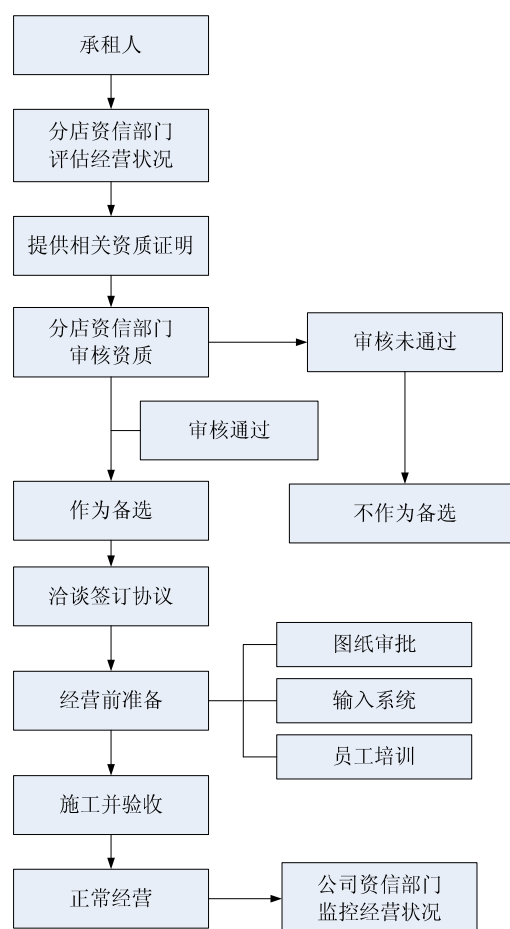 承租人
分店资信部门
评估经营状况
提供相关资质证明
分店资信部门
审核资质
审核未通过
审核通过
作为备选
不作为备选
洽谈签订协议
经营前准备
图纸审批
输入系统
员工培训
施工并验收
正常经营
公司资信部门
监控经营状况